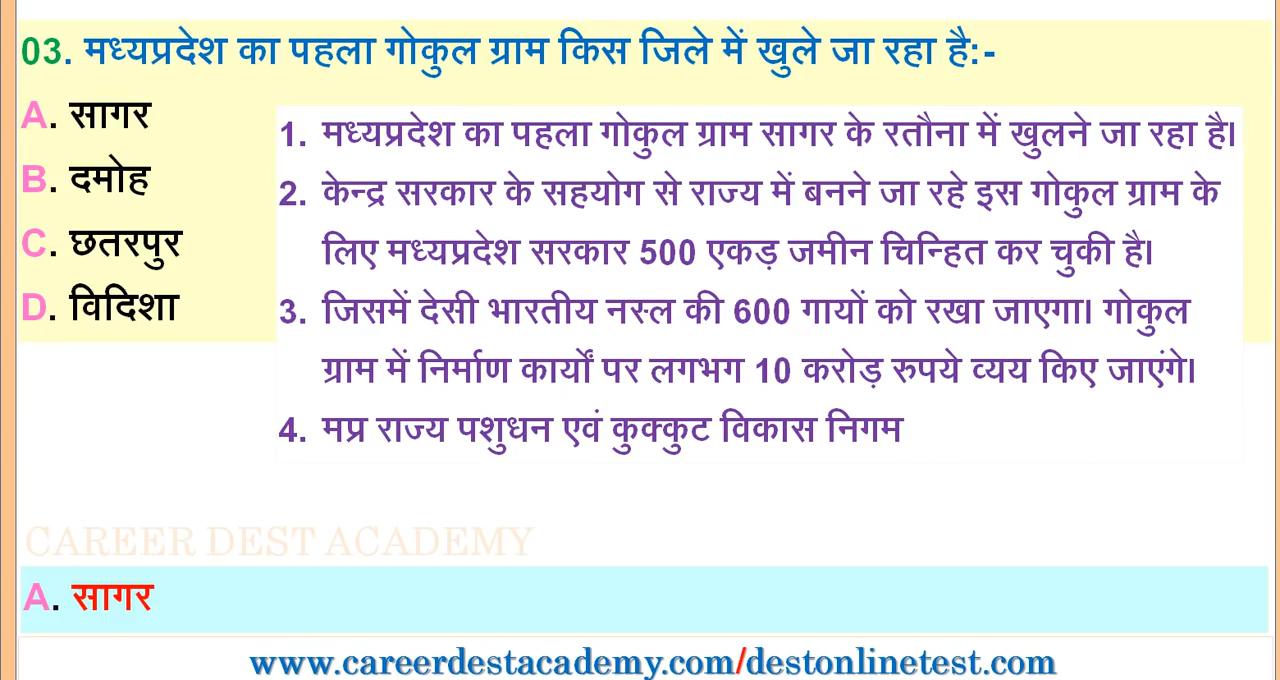 03. मध्यप्रदेश का पहला गोकुल ग्राम किस जिले में खुले जा रहा है:-
A. सागर
B. दमोह
C. छतरपुर
D. विदिशा
1. मध्यप्रदेश का पहला गोकुल ग्राम सागर के रतौना में खुलने जा रहा है।
2. केन्द्र सरकार के सहयोग से राज्य में बनने जा रहे इस गोकुल ग्राम के
लिए मध्यप्रदेश सरकार 500 एकड़ जमीन चिन्हित कर चुकी है।
3. जिसमें देसी भारतीय नस्ल की 600 गायों को रखा जाएगा। गोकुल
ग्राम में निर्माण कार्यों पर लगभग 10 करोड़ रुपये व्यय किए जाएंगे।
4. मप्र राज्य पशुधन एवं कुक्कुट विकास निगम
CAREER DEST ACADEMY
A. सागर
www.careerdestacademy.com/destonlinetest.com